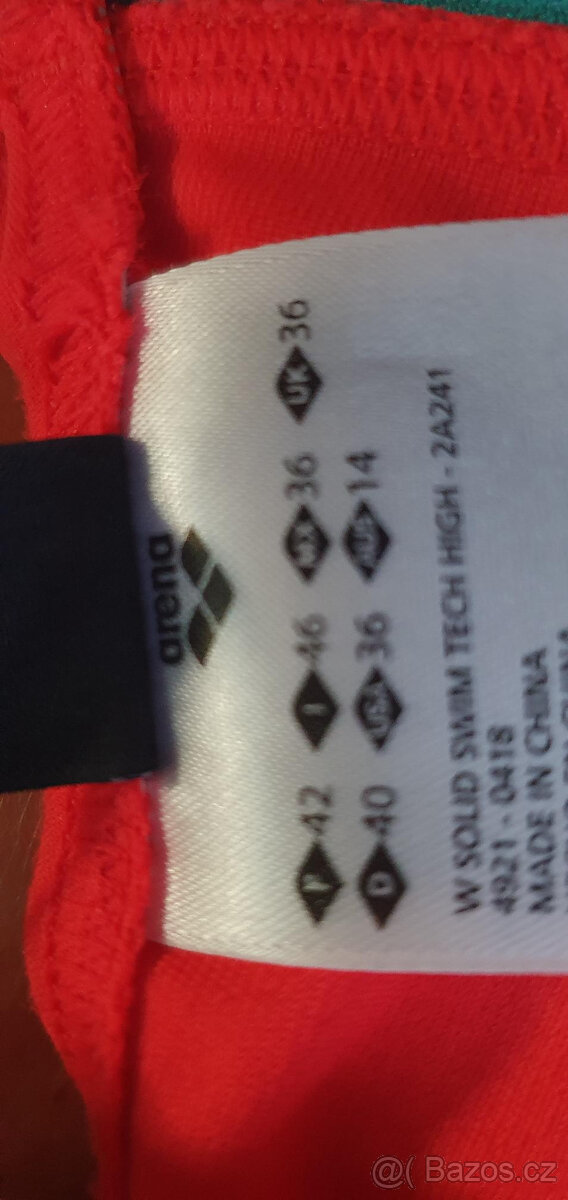 arena
F 42 I 46 MX 36 UK 36
D 40 USA 36 AUS 14
W SOLID SWIM TECH HIGH - 2A241
4921 - 0418
MADE IN CHINA
@( Bazos.cz